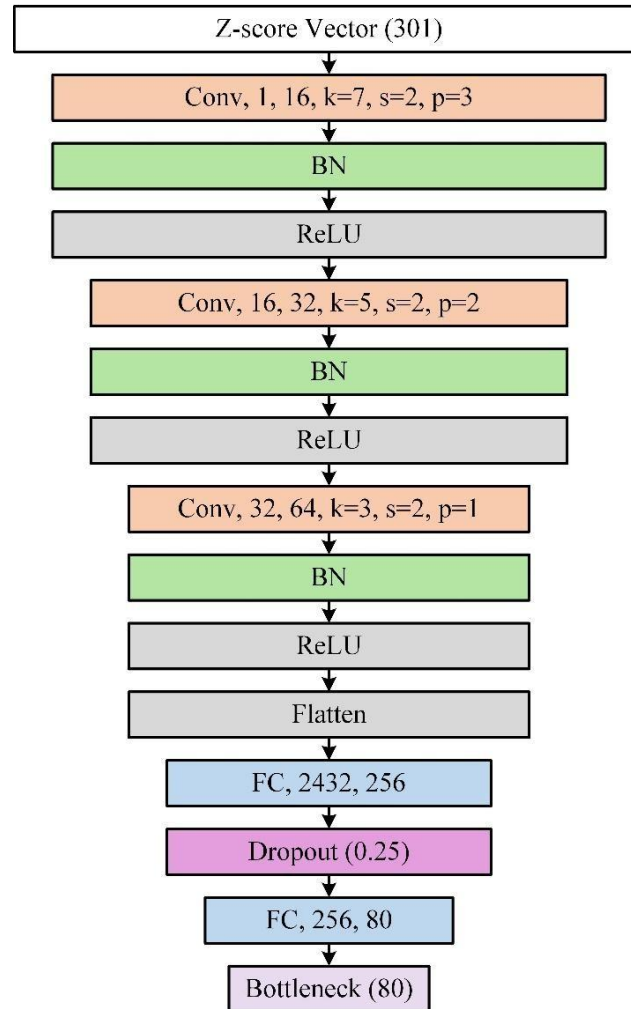 Z-score Vector (301)
Conv, 1, 16, k=7, s=2, p=3
BN
ReLU
Conv, 16, 32, k=5, s=2, p=2
BN
ReLU
Conv, 32, 64, k=3, s=2, p=1
BN
ReLU
Flatten
FC, 2432, 256
Dropout (0.25)
FC, 256, 80
Bottleneck (80)